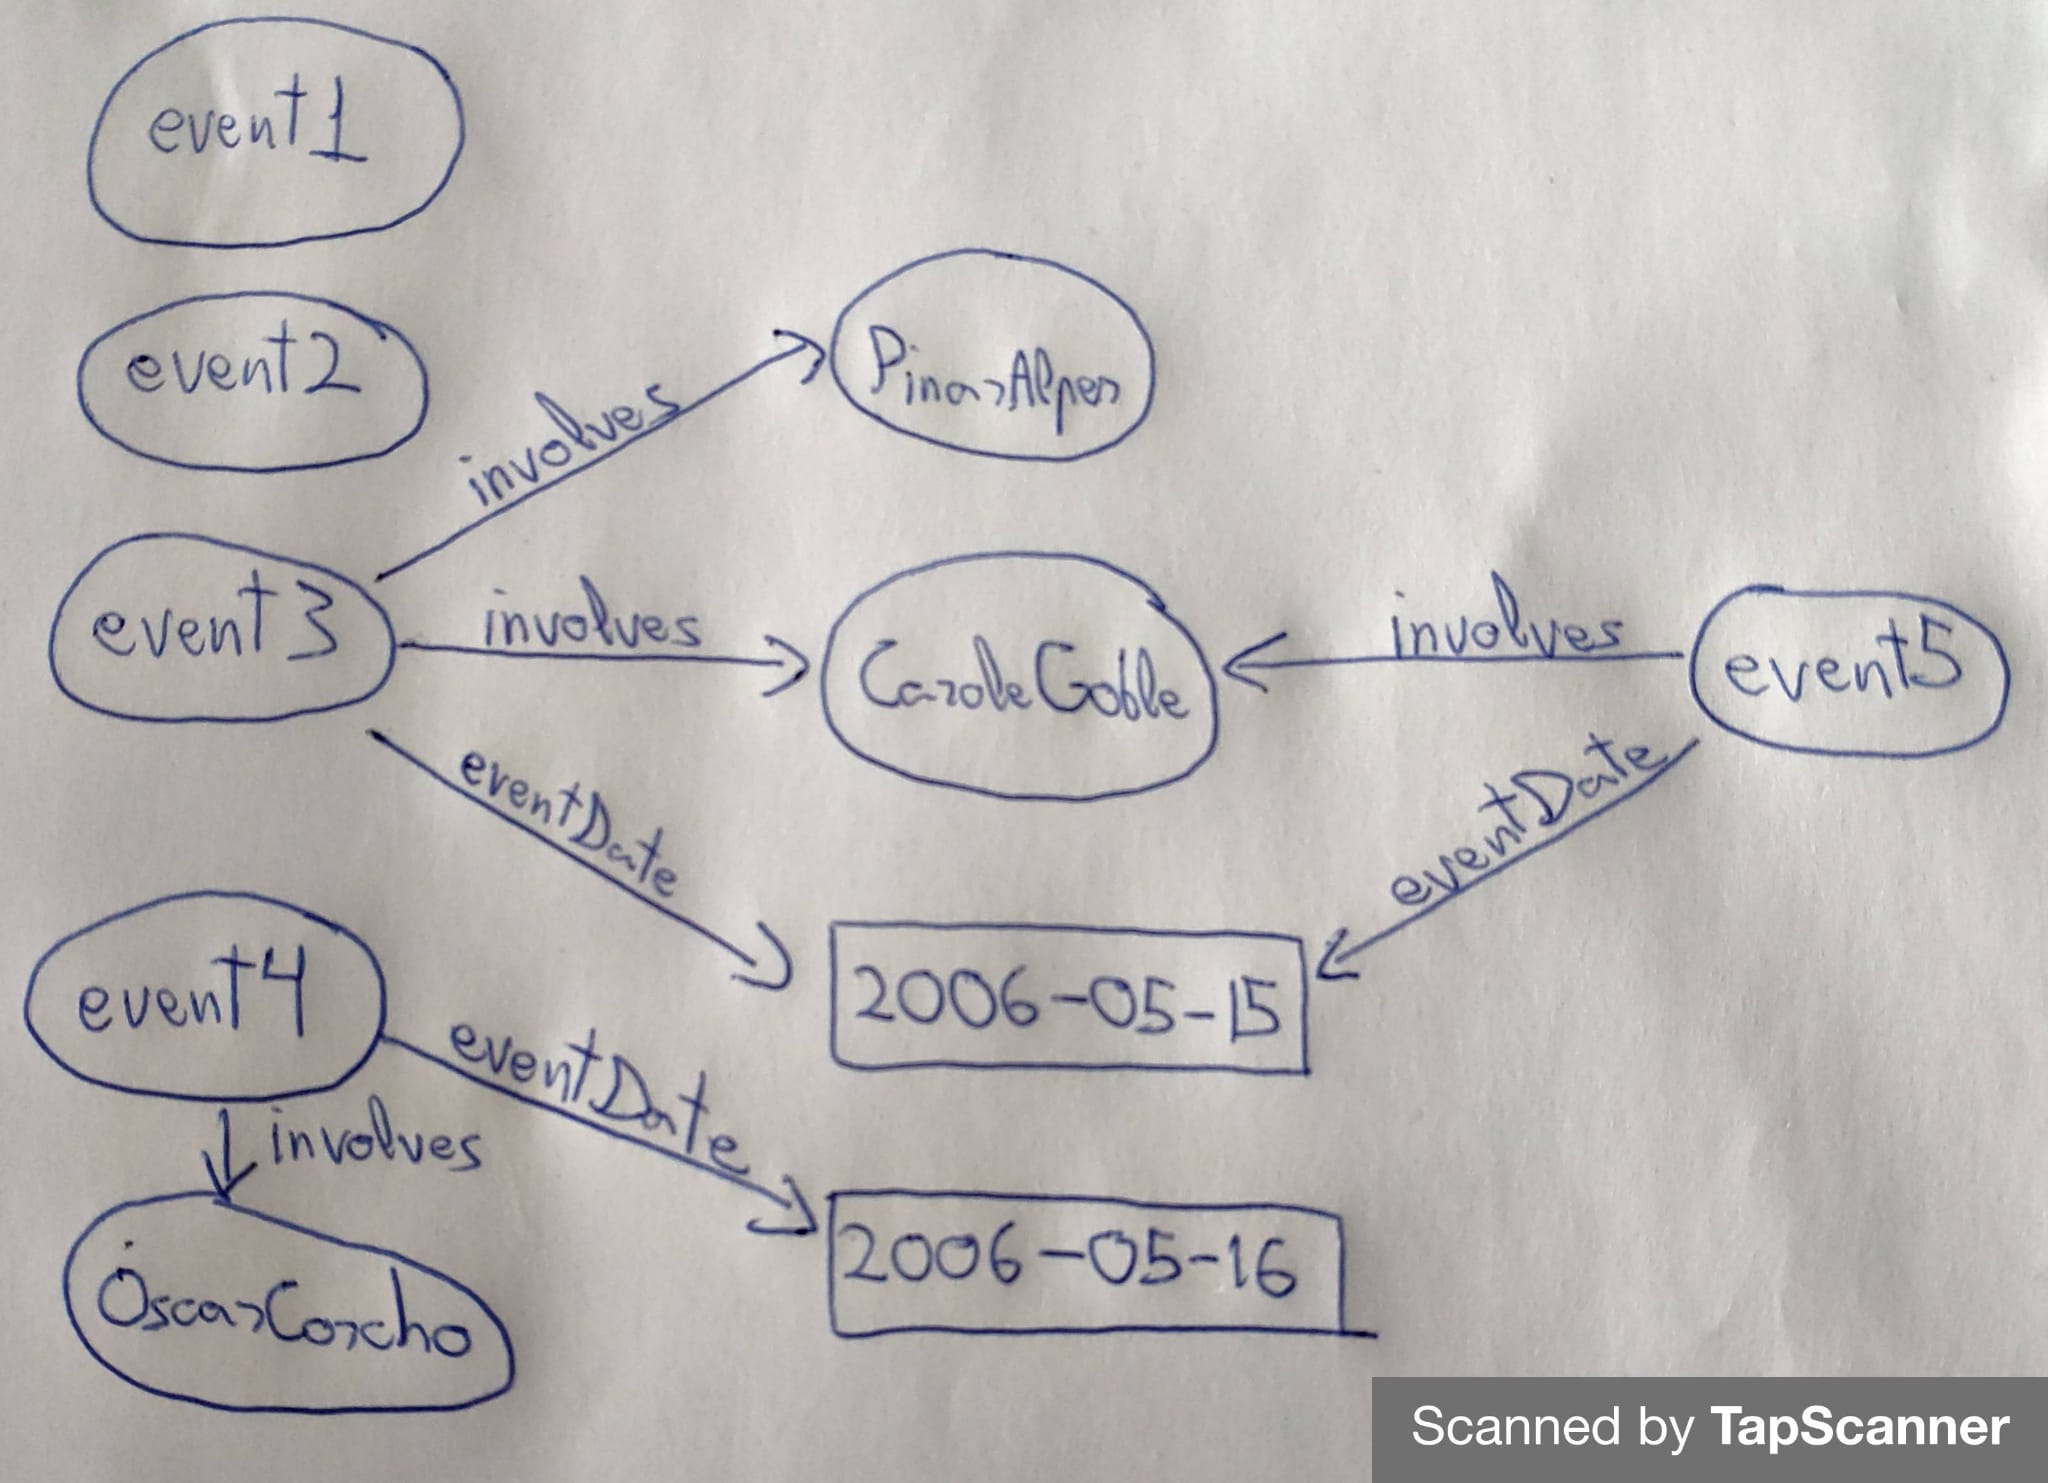 event1
event2
involves
PinarAlper
event3
involves
CaroleGoble
involves
event5
eventDate
eventDate
event4
2006-05-15
eventDate
involves
2006-05-16
ÓscarCorcho
Scanned by TapScanner